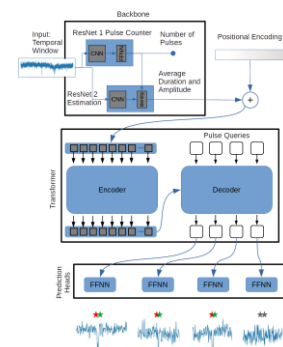 Backbone
Input:
Temporal
Window
ResNet 1 Pulse Counter
CNN
FFNN
Number of
Pulses
Positional Encoding
ResNet 2
Estimation
CNN
Average
Duration and
Amplitude
+
Transformer
Pulse Queries
Encoder
Decoder
Prediction
Heads
FFNN
FFNN
FFNN
FFNN